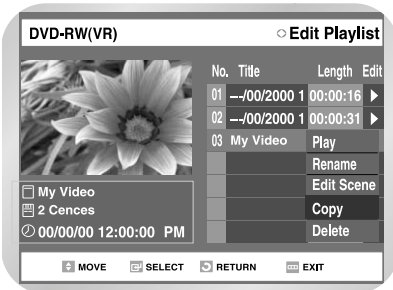 DVD-RW(VR) Edit Playlist
No. Title Length Edit
01 --/00/2000 1 00:00:16
02 --/00/2000 1 00:00:31
03 My Video Play
Rename
Edit Scene
Copy
Delete
My Video
2 Cences
00/00/00 12:00:00 PM
MOVE SELECT RETURN EXIT